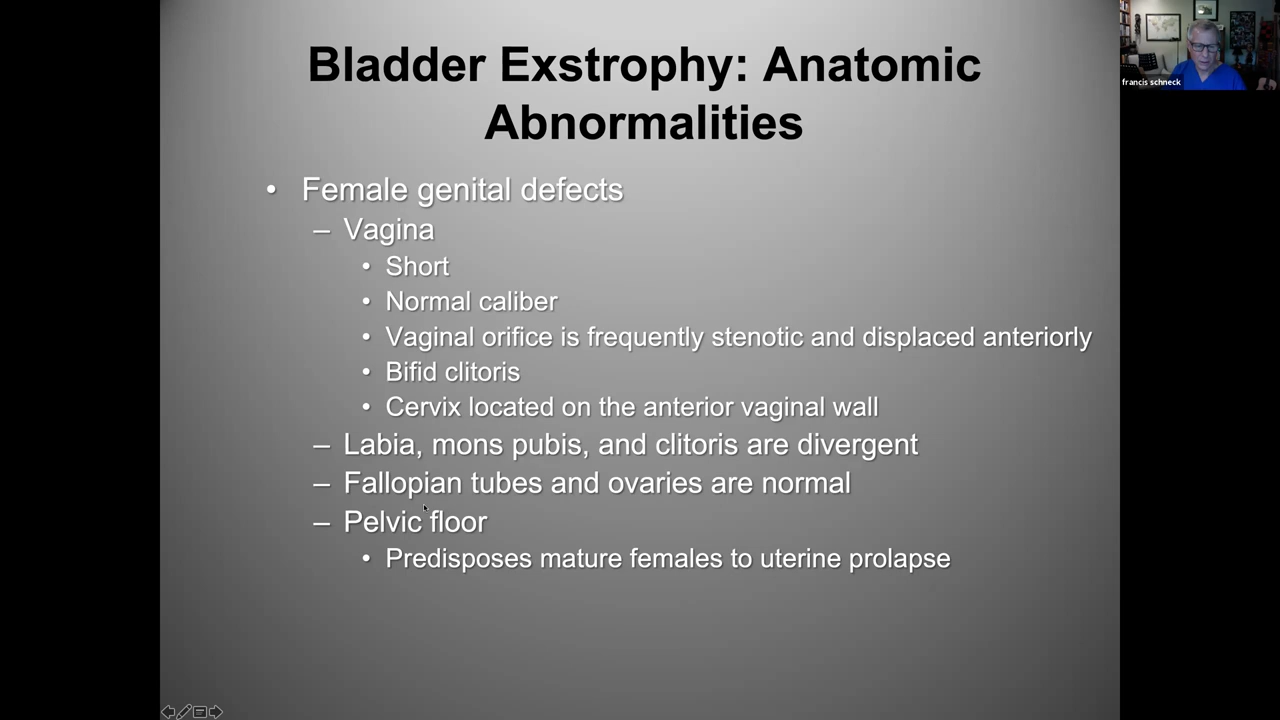 Bladder Exstrophy: Anatomic
Abnormalities
• Female genital defects
– Vagina
• Short
• Normal caliber
• Vaginal orifice is frequently stenotic and displaced anteriorly
• Bifid clitoris
• Cervix located on the anterior vaginal wall
– Labia, mons pubis, and clitoris are divergent
– Fallopian tubes and ovaries are normal
– Pelvic floor
• Predisposes mature females to uterine prolapse
francis schneck